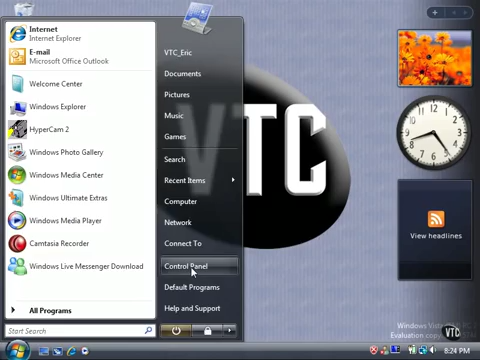 Internet
Internet Explorer
E-mail
Microsoft Office Outlook
Welcome Center
Windows Explorer
HyperCam 2
Windows Photo Gallery
Windows Media Center
Windows Ultimate Extras
Windows Media Player
Camtasia Recorder
Windows Live Messenger Download
All Programs
Start Search
VTC_Eric
Documents
Pictures
Music
Games
Search
Recent Items
Computer
Network
Connect To
Control Panel
Default Programs
Help and Support
VTC
View headlines
Windows Vista
Evaluation copy.
VTC
8:24 PM